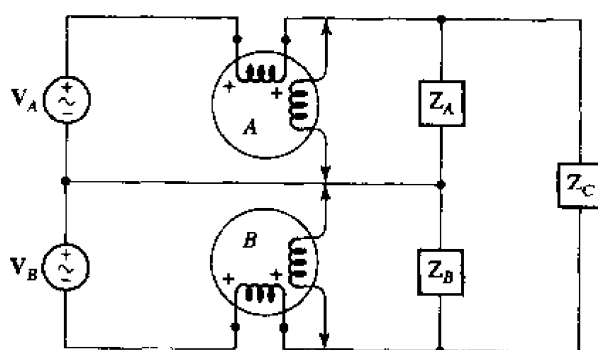 V_A
+
~
−
+
+
A
Z_A
Z_C
V_B
+
~
−
B
+
+
Z_B